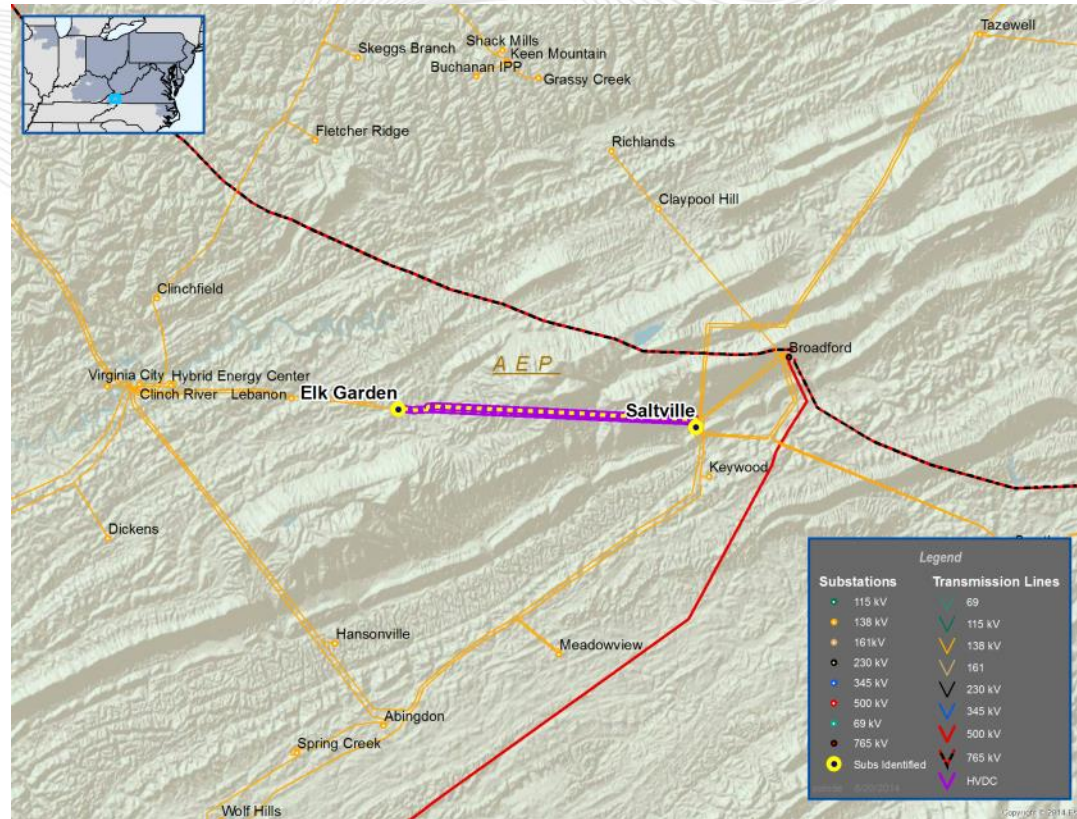 Tazewell
Skeggs Branch
Shack Mills
Keen Mountain
Buchanan IPP
Grassy Creek
Fletcher Ridge
Richlands
Claypool Hill
Clinchfield
Broadford
A E P
Virginia City
Hybrid Energy Center
Clinch River
Lebanon
Elk Garden
Saltville
Keywood
Dickens
Hansonville
Meadowview
Abingdon
Spring Creek
Wolf Hills
Legend
Substations
115 kV
138 kV
161kV
230 kV
345 kV
500 kV
69 kV
765 kV
Subs Identified
Transmission Lines
69
115 kV
138 kV
161
230 kV
345 kV
500 kV
765 kV
HVDC
Copyright © 2014